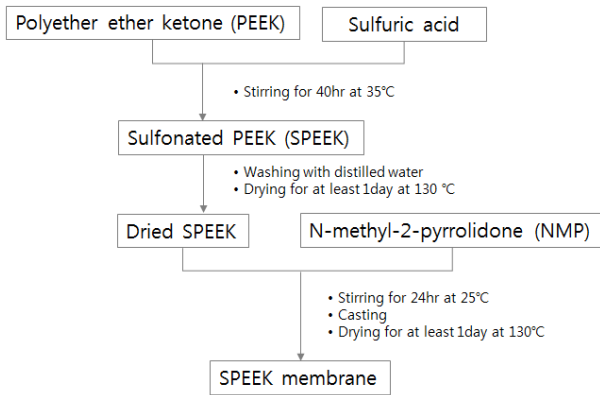 Polyether ether ketone (PEEK)
Sulfuric acid
• Stirring for 40hr at 35℃
Sulfonated PEEK (SPEEK)
• Washing with distilled water
• Drying for at least 1day at 130 ℃
Dried SPEEK
N-methyl-2-pyrrolidone (NMP)
• Stirring for 24hr at 25℃
• Casting
• Drying for at least 1day at 130℃
SPEEK membrane